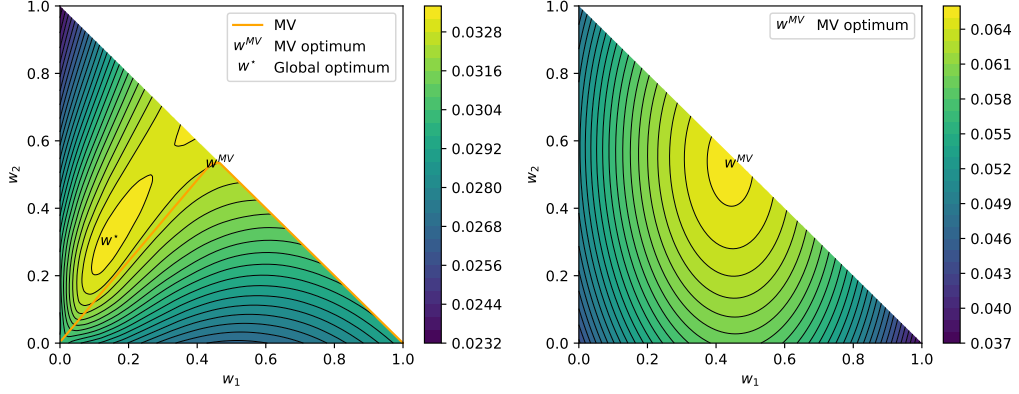 MV
w^MV MV optimum
w* Global optimum
w^MV
w*
1.0
0.8
0.6
0.4
0.2
0.0
w₂
0.0 0.2 0.4 0.6 0.8 1.0
w₁
0.0328
0.0316
0.0304
0.0292
0.0280
0.0268
0.0256
0.0244
0.0232
w^MV MV optimum
w^MV
1.0
0.8
0.6
0.4
0.2
0.0
w₂
0.0 0.2 0.4 0.6 0.8 1.0
w₁
0.064
0.061
0.058
0.055
0.052
0.049
0.046
0.043
0.040
0.037